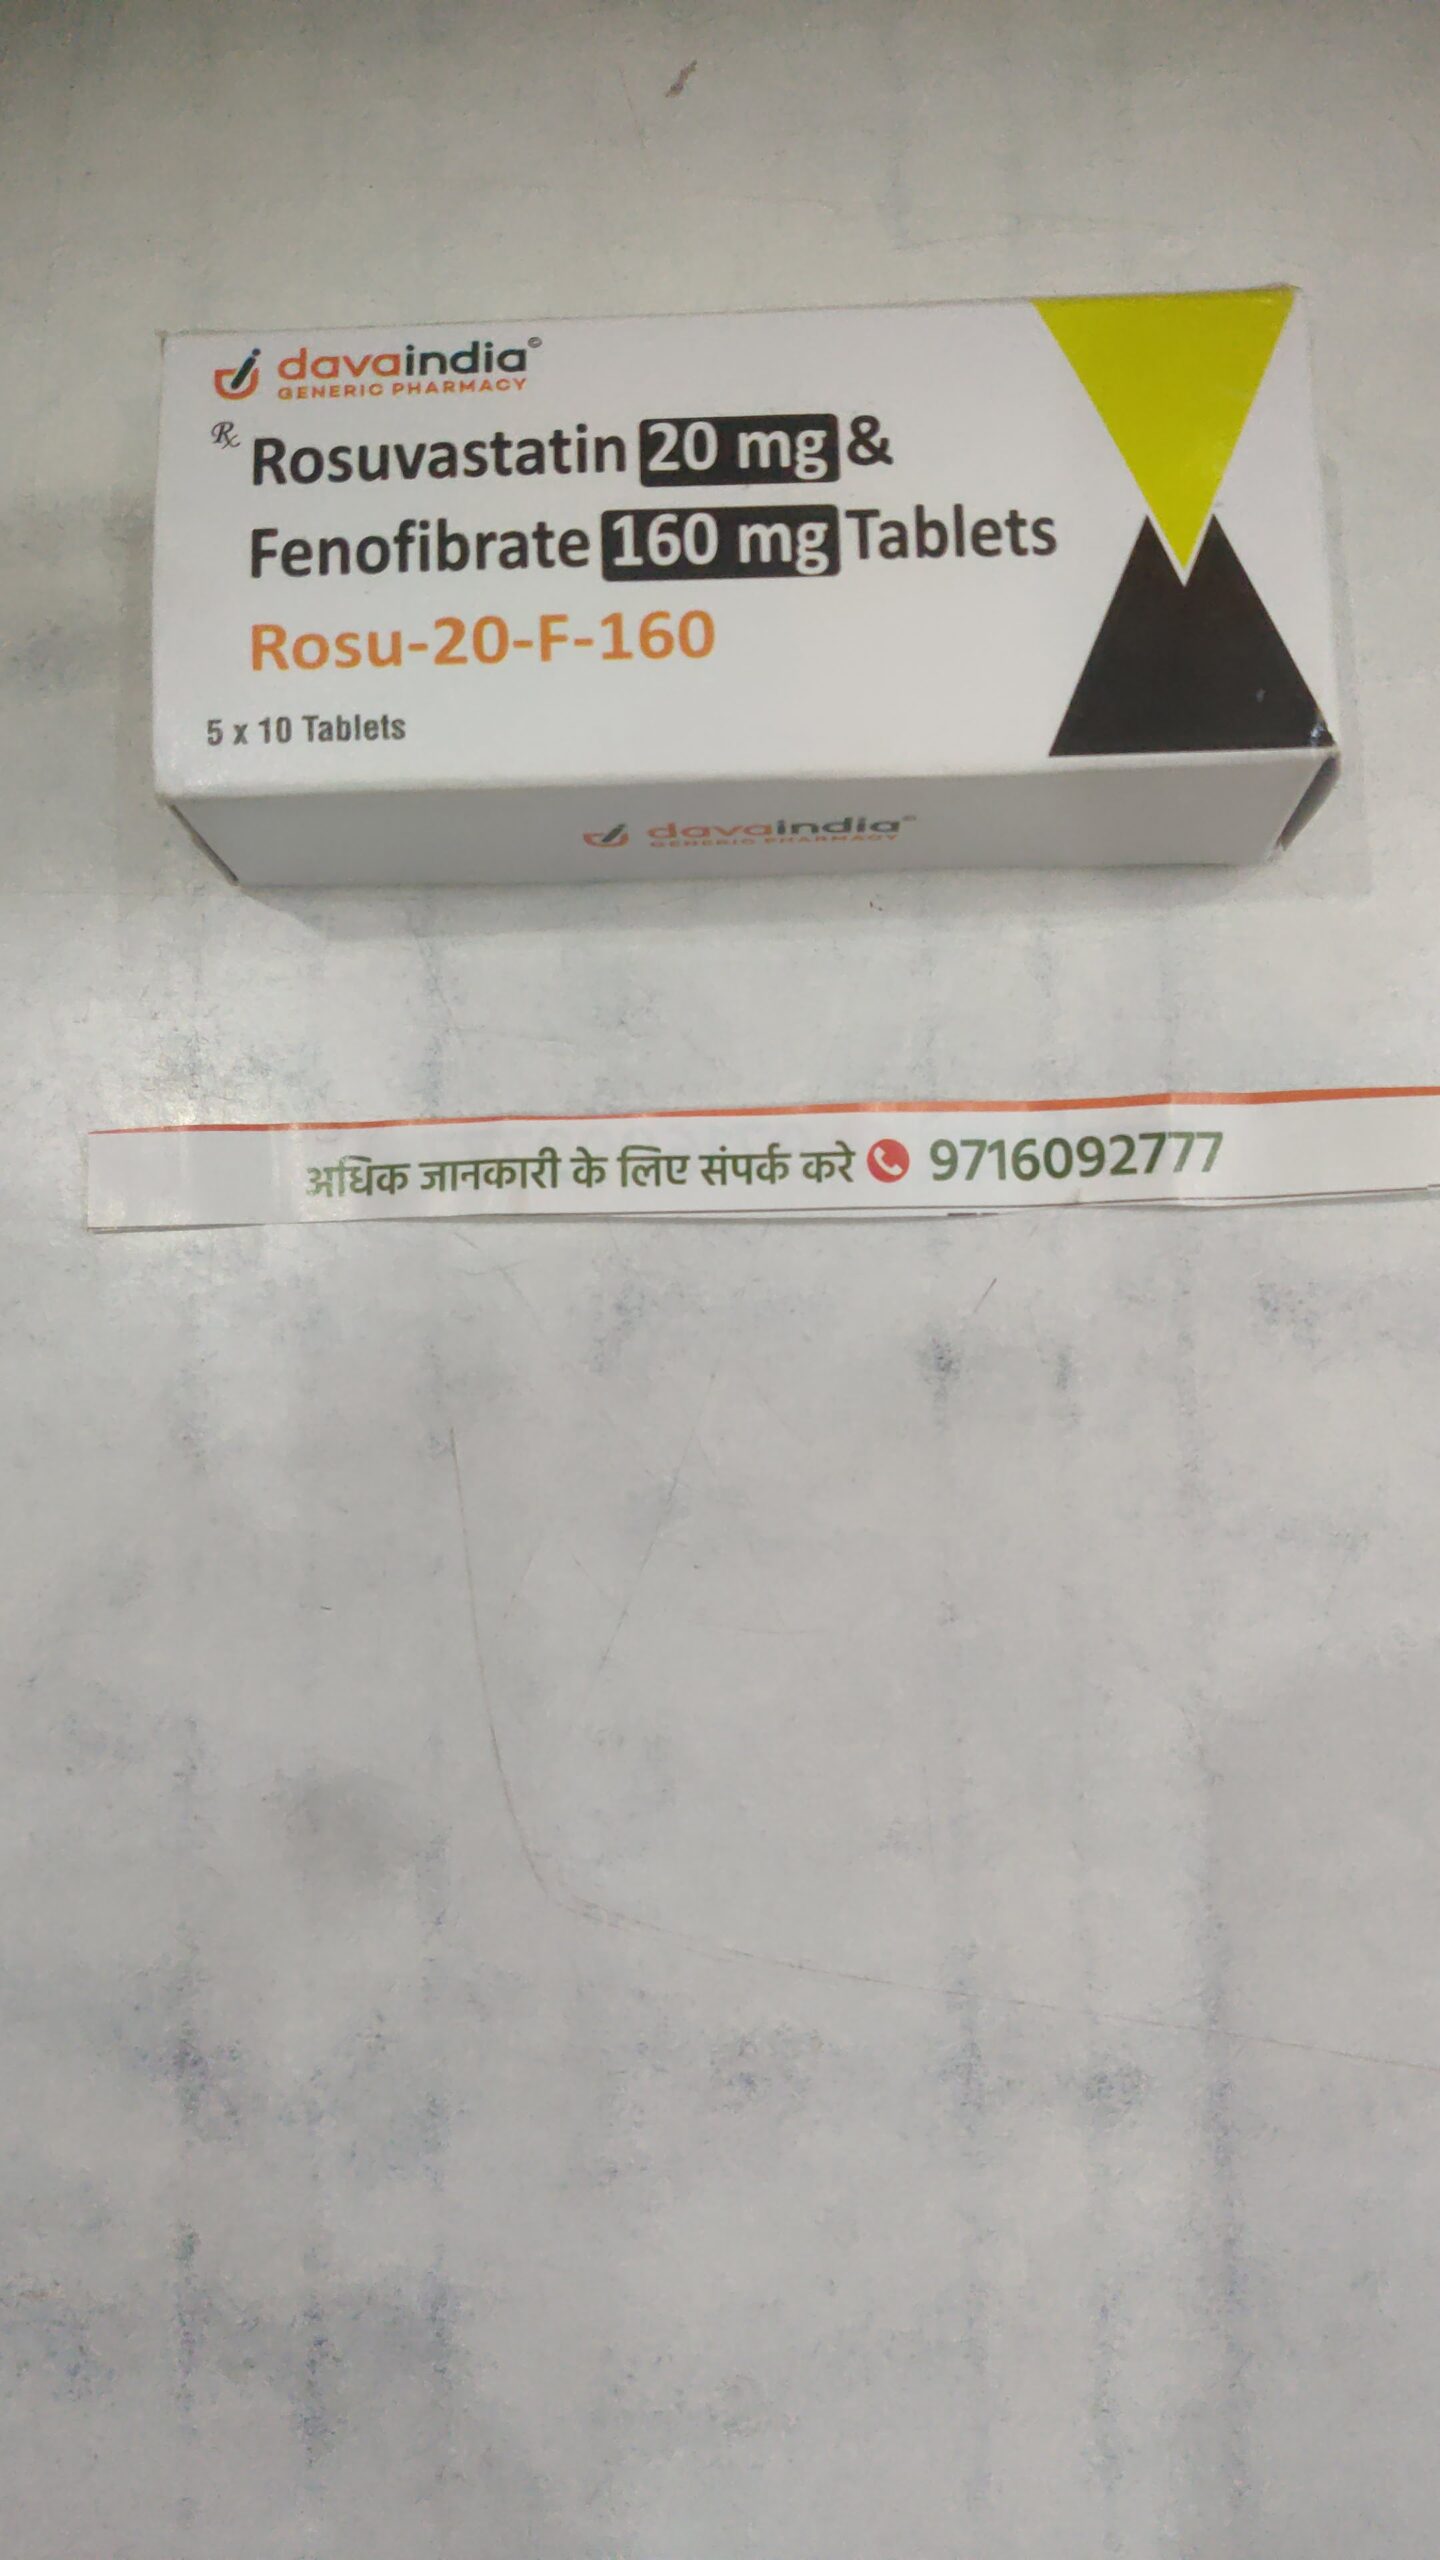 davaindia©
GENERIC PHARMACY
Rx Rosuvastatin 20 mg &
Fenofibrate 160 mg Tablets
Rosu-20-F-160
5 x 10 Tablets
davaindia©
GENERIC PHARMACY
अधिक जानकारी के लिए संपर्क करे 9716092777